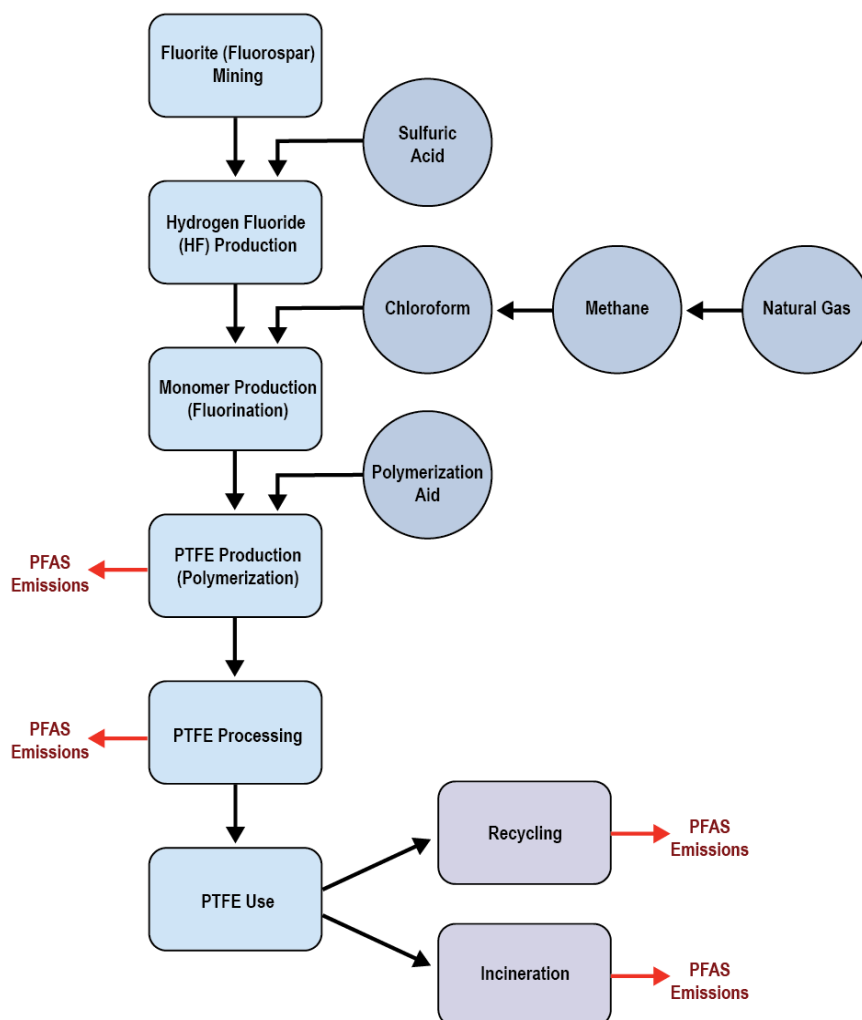 Fluorite (Fluorospar)
Mining
Sulfuric
Acid
Hydrogen Fluoride
(HF) Production
Chloroform
Methane
Natural Gas
Monomer Production
(Fluorination)
Polymerization
Aid
PTFE Production
(Polymerization)
PFAS
Emissions
PTFE Processing
PFAS
Emissions
Recycling
PFAS
Emissions
PTFE Use
Incineration
PFAS
Emissions